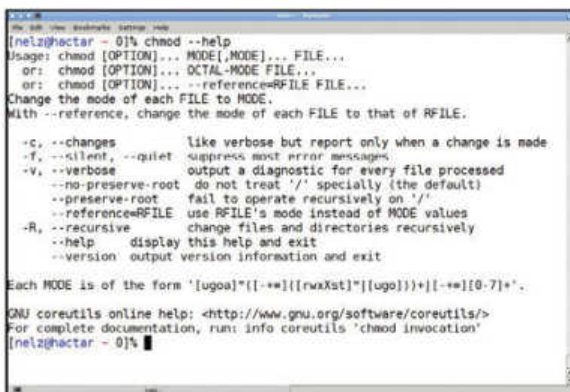 File Edit View Bookmarks Settings Help
[nelz@hactar ~ 0]% chmod --help
Usage: chmod [OPTION]... MODE[,MODE]... FILE...
or: chmod [OPTION]... OCTAL-MODE FILE...
or: chmod [OPTION]... --reference=RFILE FILE...
Change the mode of each FILE to MODE.
With --reference, change the mode of each FILE to that of RFILE.
-c, --changes like verbose but report only when a change is made
-f, --silent, --quiet suppress most error messages
-v, --verbose output a diagnostic for every file processed
--no-preserve-root do not treat '/' specially (the default)
--preserve-root fail to operate recursively on '/'
--reference=RFILE use RFILE's mode instead of MODE values
-R, --recursive change files and directories recursively
--help display this help and exit
--version output version information and exit
Each MODE is of the form '[ugoa]*([-+=]([rwxXst]*|[ugo]))+|[-+=][0-7]+'.
GNU coreutils online help: <http://www.gnu.org/software/coreutils/>
For complete documentation, run: info coreutils 'chmod invocation'
[nelz@hactar ~ 0]%